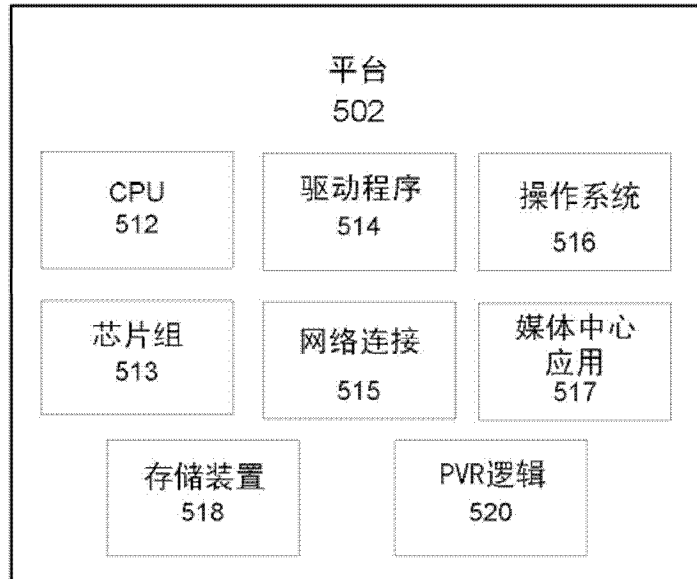 平台
502
CPU
512
驱动程序
514
操作系统
516
芯片组
513
网络连接
515
媒体中心
应用
517
存储装置
518
PVR逻辑
520